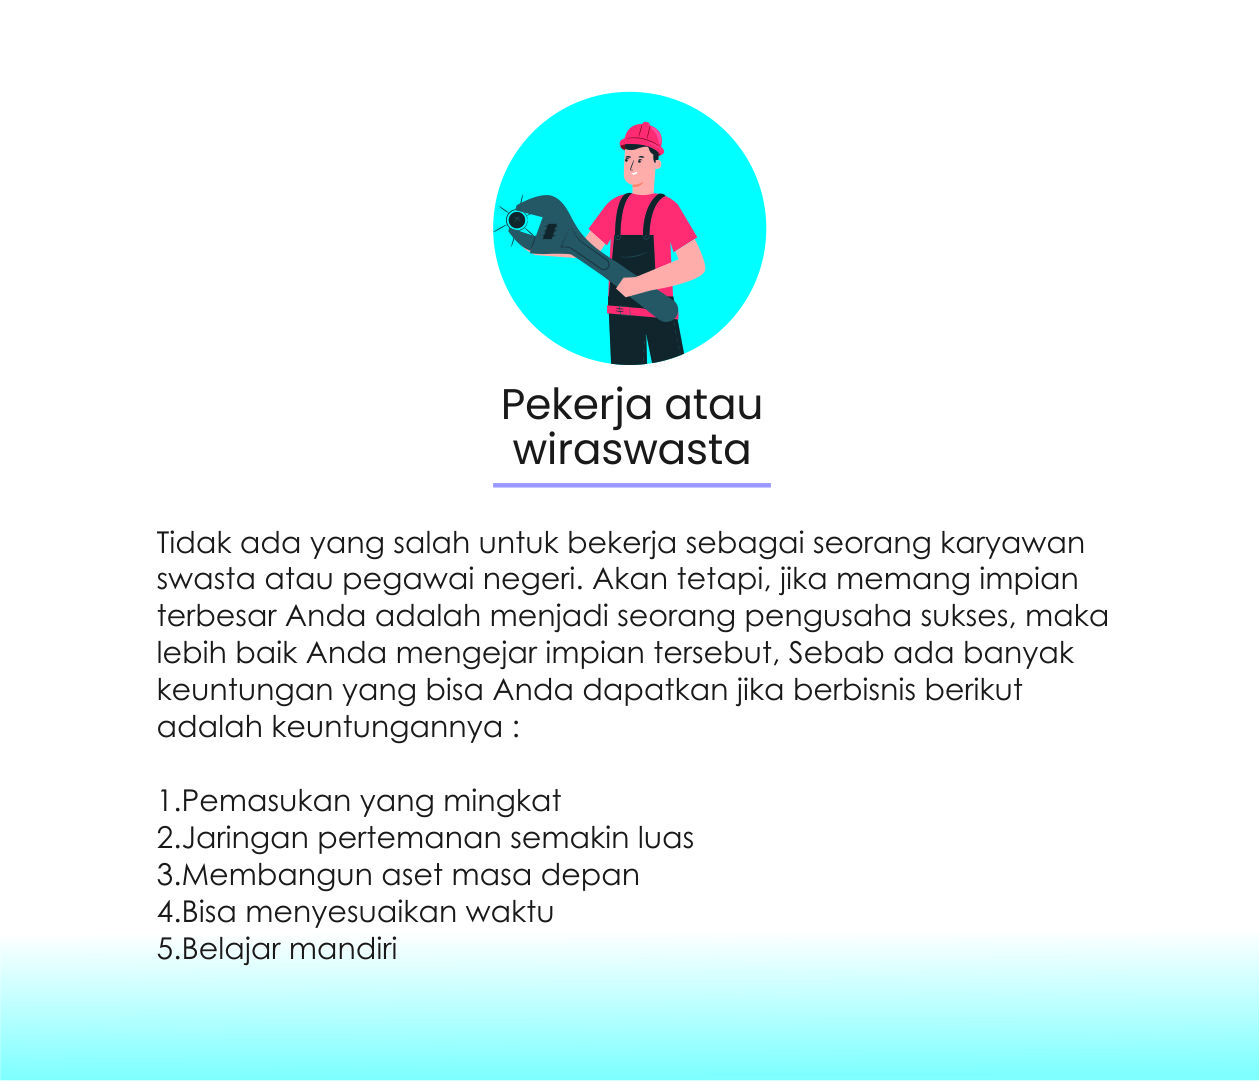 Pekerja atau
wiraswasta
Tidak ada yang salah untuk bekerja sebagai seorang karyawan
swasta atau pegawai negeri. Akan tetapi, jika memang impian
terbesar Anda adalah menjadi seorang pengusaha sukses, maka
lebih baik Anda mengejar impian tersebut, Sebab ada banyak
keuntungan yang bisa Anda dapatkan jika berbisnis berikut
adalah keuntungannya :
1.Pemasukan yang mingkat
2.Jaringan pertemanan semakin luas
3.Membangun aset masa depan
4.Bisa menyesuaikan waktu
5.Belajar mandiri